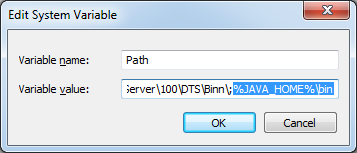 Edit System Variable
Variable name: Path
Variable value: Server\100\DTS\Binn\;%JAVA_HOME%\bin
OK Cancel